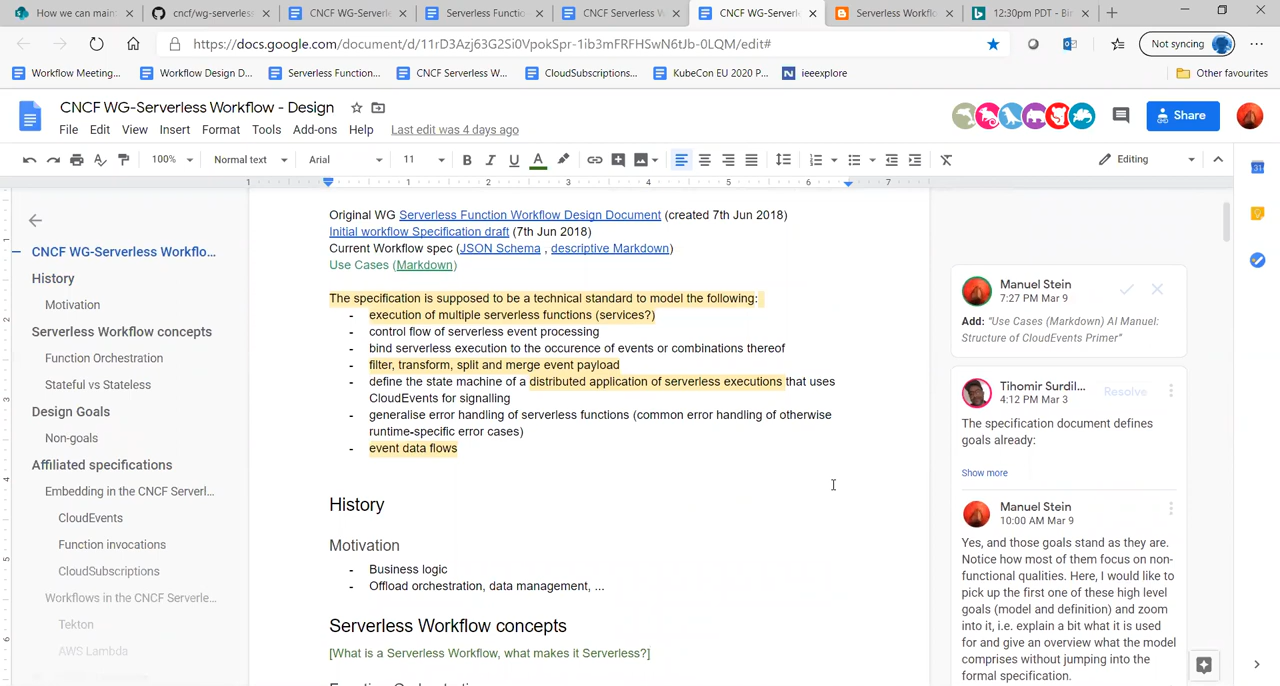 How we can main
cncf/wg-serverless
CNCF WG-Serverl
Serverless Functio
CNCF Serverless W
CNCF WG-Serverl
Serverless Workflo
12:30pm PDT - Bi
https://docs.google.com/document/d/11rD3Azj63G2Si0VpokSpr-1ib3mFRFHSwN6tJb-0LQM/edit#
Not syncing
Workflow Meeting...
Workflow Design D...
Serverless Function...
CNCF Serverless W...
CloudSubscriptions...
KubeCon EU 2020 P...
ieeexplore
Other favourites
CNCF WG-Serverless Workflow - Design
File Edit View Insert Format Tools Add-ons Help Last edit was 4 days ago
Share
100% Normal text Arial 11 B I U A Editing
1 1 2 3 4 5 6 7
CNCF WG-Serverless Workflo...
History
Motivation
Serverless Workflow concepts
Function Orchestration
Stateful vs Stateless
Design Goals
Non-goals
Affiliated specifications
Embedding in the CNCF Serverl...
CloudEvents
Function invocations
CloudSubscriptions
Workflows in the CNCF Serverle...
Tekton
AWS Lambda
Original WG Serverless Function Workflow Design Document (created 7th Jun 2018)
Initial workflow Specification draft (7th Jun 2018)
Current Workflow spec (JSON Schema , descriptive Markdown)
Use Cases (Markdown)
The specification is supposed to be a technical standard to model the following:
- execution of multiple serverless functions (services?)
- control flow of serverless event processing
- bind serverless execution to the occurence of events or combinations thereof
- filter, transform, split and merge event payload
- define the state machine of a distributed application of serverless executions that uses
CloudEvents for signalling
- generalise error handling of serverless functions (common error handling of otherwise
runtime-specific error cases)
- event data flows
History
Motivation
- Business logic
- Offload orchestration, data management, ...
Serverless Workflow concepts
[What is a Serverless Workflow, what makes it Serverless?]
Manuel Stein
7:27 PM Mar 9
Add: “Use Cases (Markdown) AI Manuel:
Structure of CloudEvents Primer”
Tihomir Surdil...
4:12 PM Mar 3
Resolve
The specification document defines
goals already:
Show more
Manuel Stein
10:00 AM Mar 9
Yes, and those goals stand as they are.
Notice how most of them focus on non-
functional qualities. Here, I would like to
pick up the first one of these high level
goals (model and definition) and zoom
into it, i.e. explain a bit what it is used
for and give an overview what the model
comprises without jumping into the
formal specification.